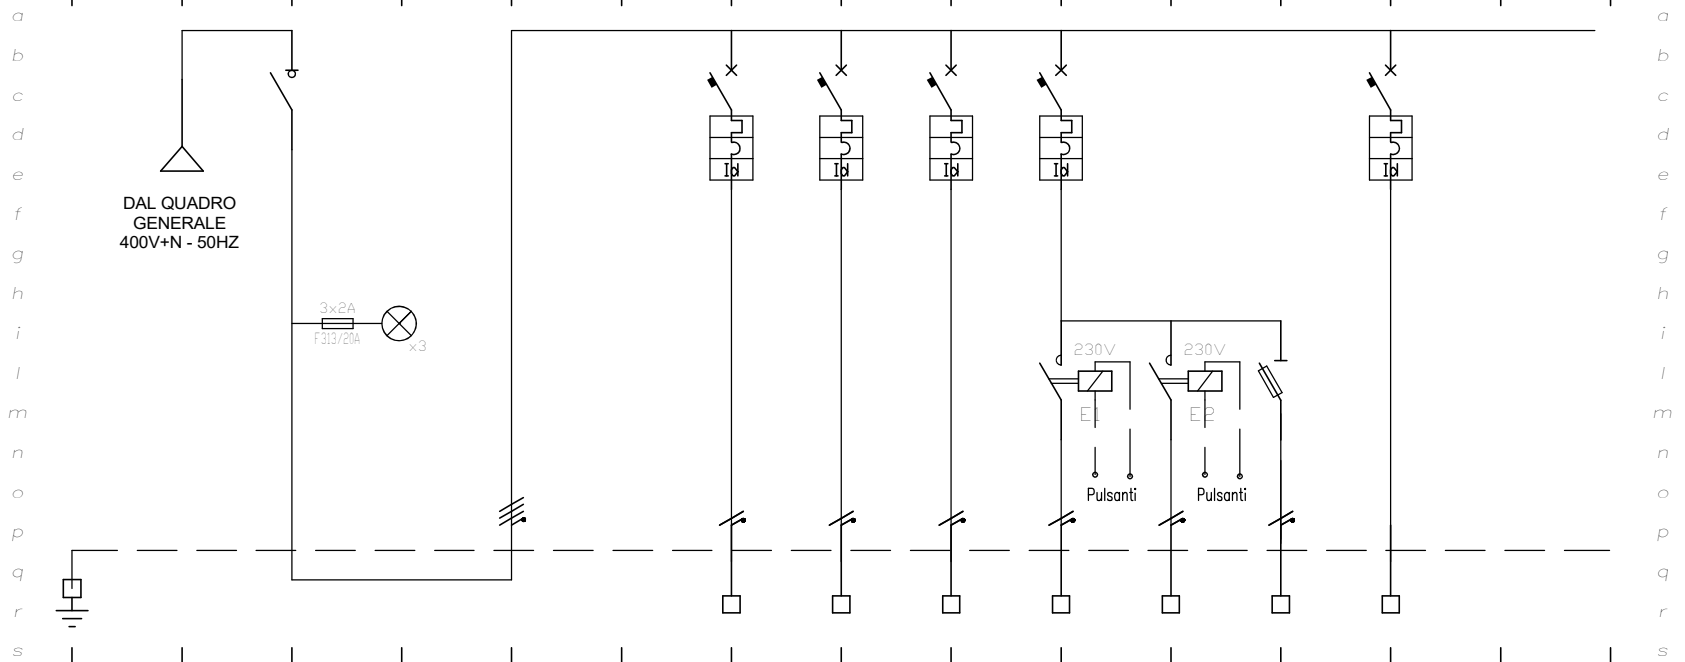 a a
b b
c c
d d
Id Id Id Id Id
e e
DAL QUADRO
GENERALE
400V+N - 50HZ
f f
g g
h h
3x2A
F313/20A
x3
i i
230V 230V
l l
E1 E2
m m
n n
Pulsanti Pulsanti
o o
p p
q q
r r
s s